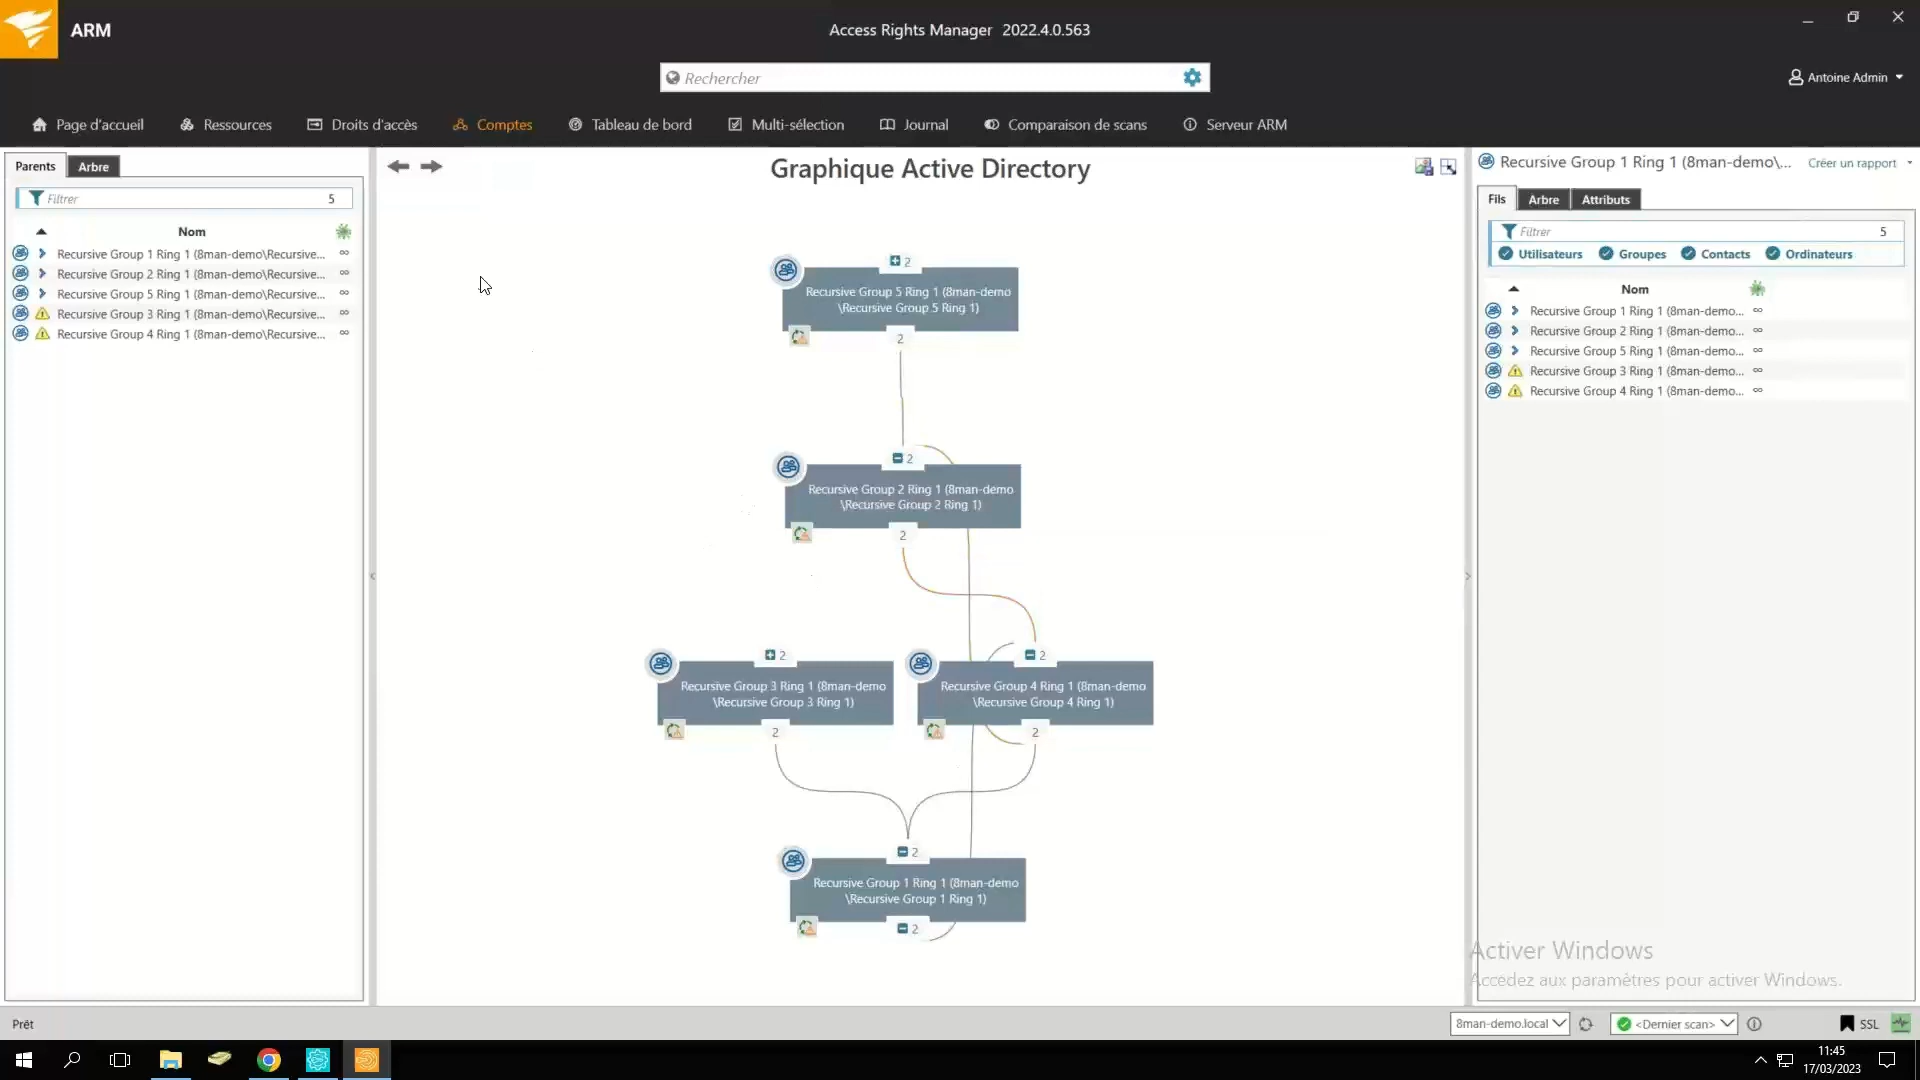 ARM
Access Rights Manager 2022.4.0.563
Rechercher
Antoine Admin
Page d'accueil
Ressources
Droits d'accès
Comptes
Tableau de bord
Multi-sélection
Journal
Comparaison de scans
Serveur ARM
Parents
Arbre
Filtrer
5
Nom
Recursive Group 1 Ring 1 (8man-demo\Recursive...
Recursive Group 2 Ring 1 (8man-demo\Recursive...
Recursive Group 5 Ring 1 (8man-demo\Recursive...
Recursive Group 3 Ring 1 (8man-demo\Recursive...
Recursive Group 4 Ring 1 (8man-demo\Recursive...
Graphique Active Directory
2
Recursive Group 5 Ring 1 (8man-demo
\Recursive Group 5 Ring 1)
2
2
Recursive Group 2 Ring 1 (8man-demo
\Recursive Group 2 Ring 1)
2
2
Recursive Group 3 Ring 1 (8man-demo
\Recursive Group 3 Ring 1)
2
2
Recursive Group 4 Ring 1 (8man-demo
\Recursive Group 4 Ring 1)
2
2
Recursive Group 1 Ring 1 (8man-demo
\Recursive Group 1 Ring 1)
2
Recursive Group 1 Ring 1 (8man-demo\...
Créer un rapport
Fils
Arbre
Attributs
Filtrer
5
Utilisateurs
Groupes
Contacts
Ordinateurs
Nom
Recursive Group 1 Ring 1 (8man-demo...
Recursive Group 2 Ring 1 (8man-demo...
Recursive Group 5 Ring 1 (8man-demo...
Recursive Group 3 Ring 1 (8man-demo...
Recursive Group 4 Ring 1 (8man-demo...
Activer Windows
Accédez aux paramètres pour activer Windows.
Prêt
8man-demo.local
<Dernier scan>
SSL
11:45
17/03/2023